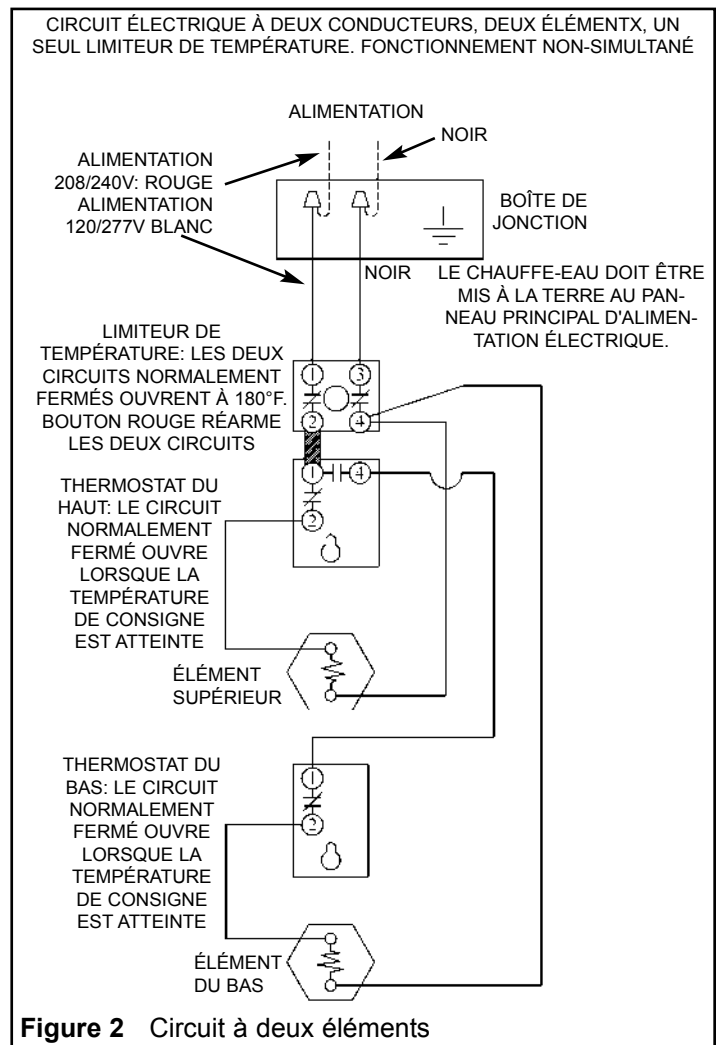 CIRCUIT ÉLECTRIQUE À DEUX CONDUCTEURS, DEUX ÉLÉMENTX, UN
SEUL LIMITEUR DE TEMPÉRATURE. FONCTIONNEMENT NON-SIMULTANÉ
ALIMENTATION
NOIR
ALIMENTATION
208/240V: ROUGE
ALIMENTATION
120/277V BLANC
BOÎTE DE
JONCTION
NOIR
LE CHAUFFE-EAU DOIT ÊTRE
MIS À LA TERRE AU PAN-
NEAU PRINCIPAL D'ALIMEN-
TATION ÉLECTRIQUE.
LIMITEUR DE
TEMPÉRATURE: LES DEUX
CIRCUITS NORMALEMENT
FERMÉS OUVRENT À 180°F.
BOUTON ROUGE RÉARME
LES DEUX CIRCUITS
1 3
2 4
THERMOSTAT DU
HAUT: LE CIRCUIT
NORMALEMENT
FERMÉ OUVRE
LORSQUE LA
TEMPÉRATURE
DE CONSIGNE
EST ATTEINTE
1 4
2
ÉLÉMENT
SUPÉRIEUR
THERMOSTAT DU
BAS: LE CIRCUIT
NORMALEMENT
FERMÉ OUVRE
LORSQUE LA
TEMPÉRATURE
DE CONSIGNE
EST ATTEINTE
1
2
ÉLÉMENT
DU BAS
Figure 2 Circuit à deux éléments